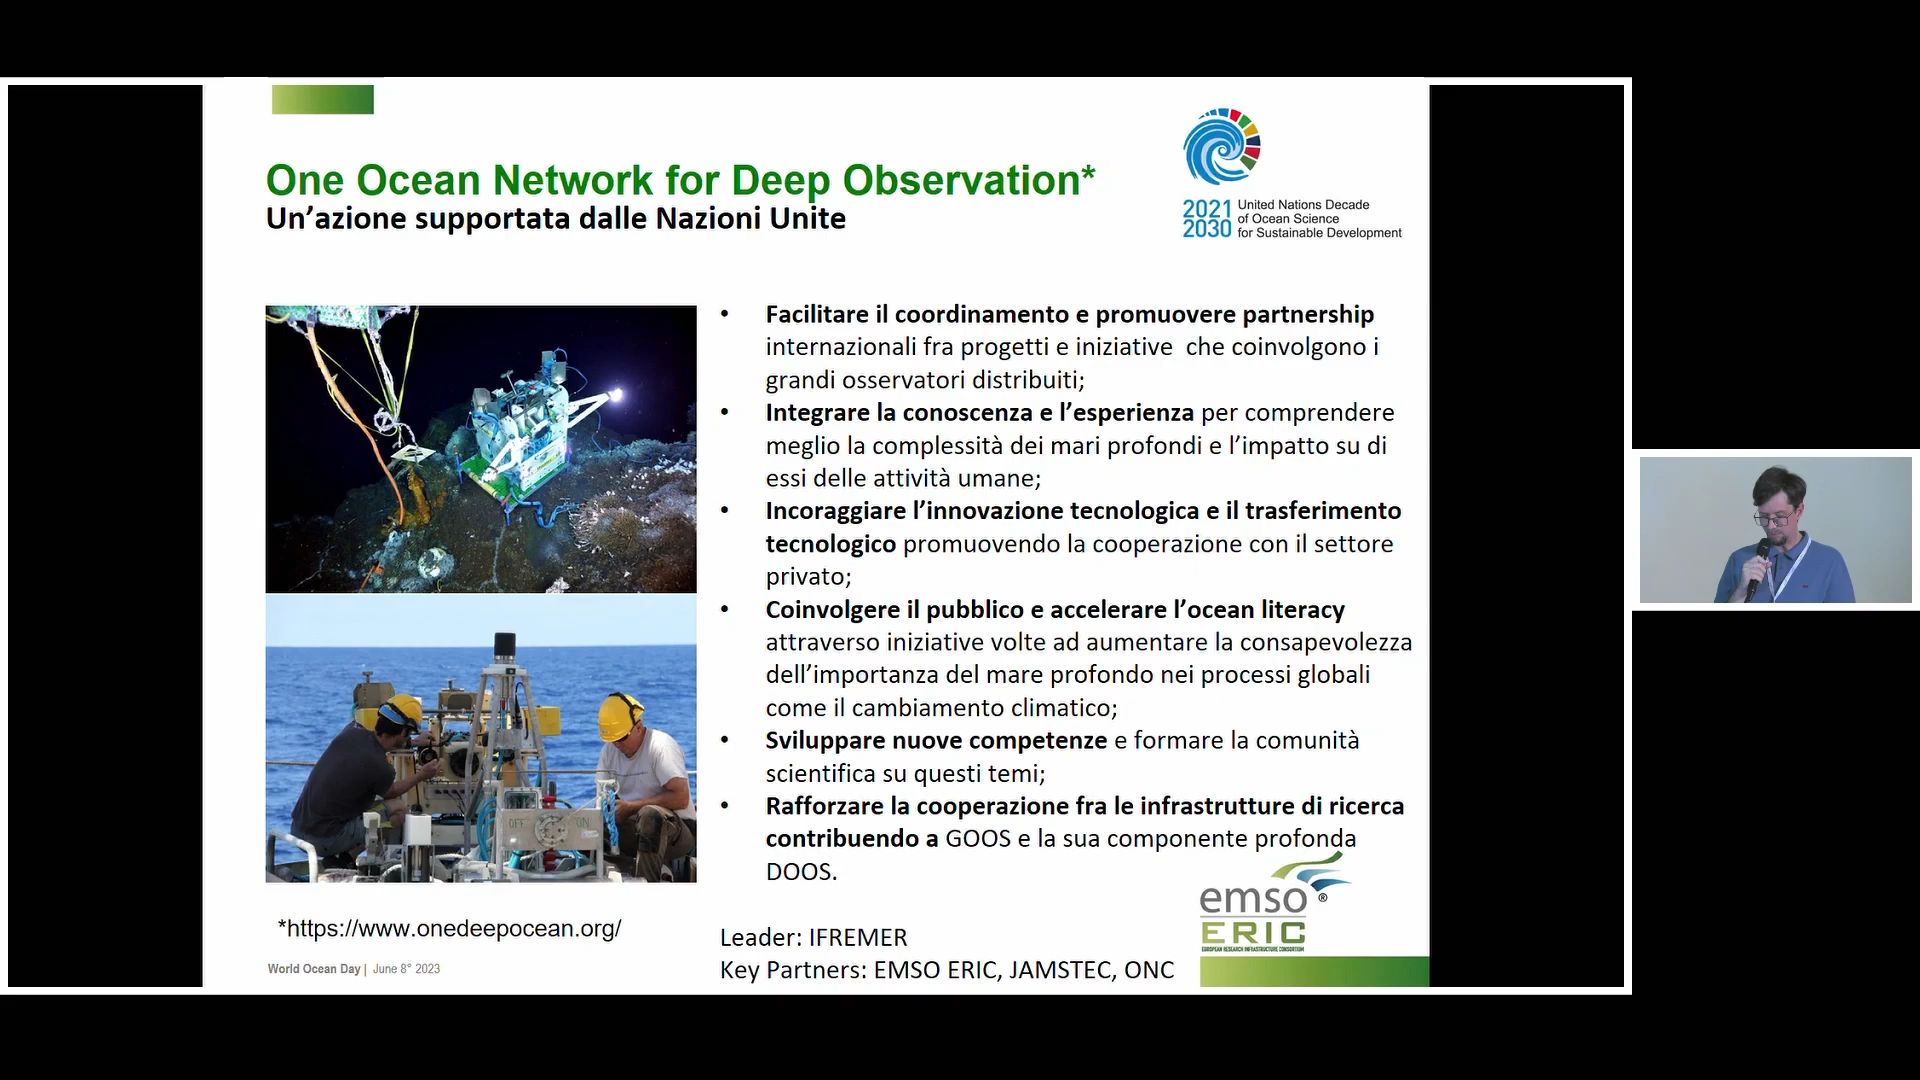 One Ocean Network for Deep Observation*
Un’azione supportata dalle Nazioni Unite
2021
2030
United Nations Decade
of Ocean Science
for Sustainable Development
• Facilitare il coordinamento e promuovere partnership
internazionali fra progetti e iniziative che coinvolgono i
grandi osservatori distribuiti;
• Integrare la conoscenza e l’esperienza per comprendere
meglio la complessità dei mari profondi e l’impatto su di
essi delle attività umane;
• Incoraggiare l’innovazione tecnologica e il trasferimento
tecnologico promuovendo la cooperazione con il settore
privato;
• Coinvolgere il pubblico e accelerare l’ocean literacy
attraverso iniziative volte ad aumentare la consapevolezza
dell’importanza del mare profondo nei processi globali
come il cambiamento climatico;
• Sviluppare nuove competenze e formare la comunità
scientifica su questi temi;
• Rafforzare la cooperazione fra le infrastrutture di ricerca
contribuendo a GOOS e la sua componente profonda
DOOS.
OFF ON
*https://www.onedeepocean.org/
World Ocean Day | June 8° 2023
Leader: IFREMER
Key Partners: EMSO ERIC, JAMSTEC, ONC
emso ®
ERIC
EUROPEAN RESEARCH INFRASTRUCTURE CONSORTIUM